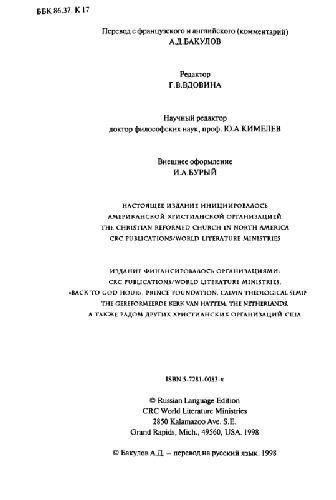 ББК 86.37. К 17
Перевод с французского и английского (комментарий)
А.Д.БАКУЛОВ
Редактор
Г.В.ВДОВИНА
Научный редактор
доктор философских наук, проф. Ю.А.КИМЕЛЕВ
Внешнее оформление
И.А.БУРЫЙ
НАСТОЯЩЕЕ ИЗДАНИЕ ИНИЦИИРОВАЛОСЬ
АМЕРИКАНСКОЙ ХРИСТИАНСКОЙ ОРГАНИЗАЦИЕЙ
THE CHRISTIAN REFORMED CHURCH IN NORTH AMERICA
CRC PUBLICATIONS/WORLD LITERATURE MINISTRIES
ИЗДАНИЕ ФИНАНСИРОВАЛОСЬ ОРГАНИЗАЦИЯМИ:
CRC PUBLICATIONS/WORLD LITERATURE MINISTRIES,
«BACK TO GOD HOUR», PRINCE FOUNDATION, CALVIN THEOLOGICAL SEMIP
THE GEREFORMEERDE KERK VAN HATTEM, THE NETHERLANDS,
А ТАКЖЕ РЯДОМ ДРУГИХ ХРИСТИАНСКИХ ОРГАНИЗАЦИЙ США
ISBN 5-7281-0083-x
© Russian Language Edition
CRC World Literature Ministries
2850 Kalamazoo Ave. S.E.
Grand Rapids, Mich., 49560, USA. 1998
© Бакулов А.Д. — перевод на русский язык. 1998